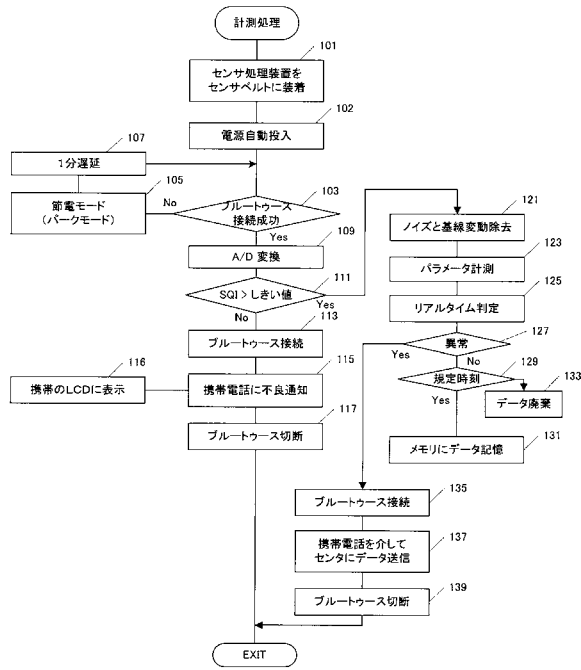 計測処理
101
センサ処理装置を
センサベルトに装着
102
電源自動投入
107
1分遅延
105
節電モード
(パークモード)
No
103
ブルートゥース
接続成功
Yes
109
A/D 変換
111
SQI>しきい値
Yes
No
113
ブルートゥース接続
116
携帯のLCDに表示
115
携帯電話に不良通知
117
ブルートゥース切断
121
ノイズと基線変動除去
123
パラメータ計測
125
リアルタイム判定
127
異常
Yes
No
129
規定時刻
Yes
133
データ廃棄
131
メモリにデータ記憶
135
ブルートゥース接続
137
携帯電話を介して
センタにデータ送信
139
ブルートゥース切断
EXIT